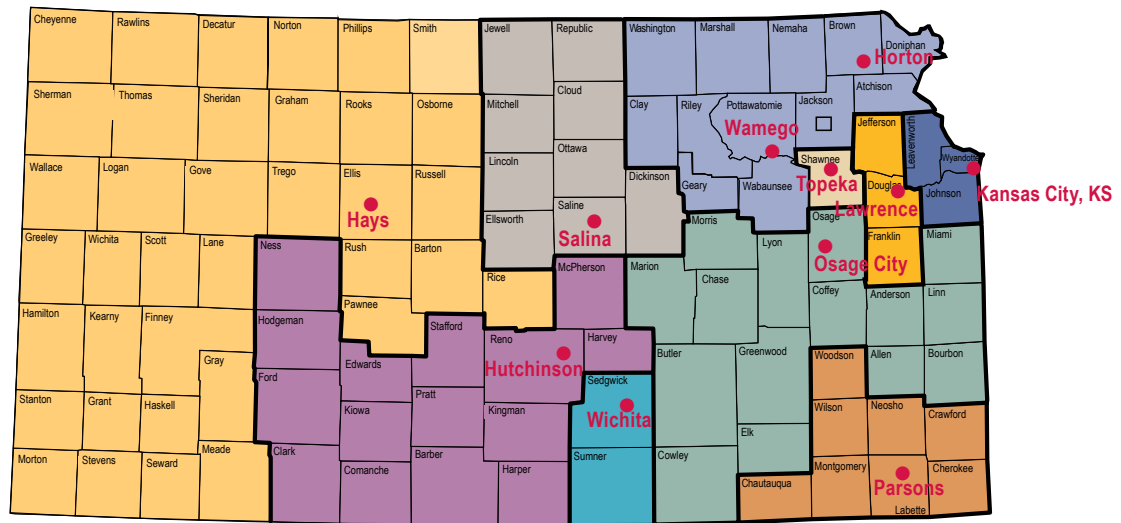 Cheyenne
Rawlins
Decatur
Norton
Phillips
Smith
Jewell
Republic
Washington
Marshall
Nemaha
Brown
Doniphan
Horton
Sherman
Thomas
Sheridan
Graham
Rooks
Osborne
Mitchell
Cloud
Clay
Riley
Pottawatomie
Jackson
Atchison
Wamego
Jefferson
Leavenworth
Wyandotte
Wallace
Logan
Gove
Trego
Ellis
Russell
Lincoln
Ottawa
Dickinson
Geary
Wabaunsee
Shawnee
Topeka
Douglas
Lawrence
Johnson
Kansas City, KS
Hays
Ellsworth
Saline
Salina
Morris
Osage
Osage City
Franklin
Miami
Greeley
Wichita
Scott
Lane
Ness
Rush
Barton
Rice
McPherson
Marion
Chase
Lyon
Coffey
Anderson
Linn
Hamilton
Kearny
Finney
Hodgeman
Pawnee
Stafford
Reno
Hutchinson
Harvey
Butler
Greenwood
Woodson
Allen
Bourbon
Gray
Ford
Edwards
Pratt
Sedgwick
Wichita
Stanton
Grant
Haskell
Kiowa
Kingman
Elk
Wilson
Neosho
Crawford
Morton
Stevens
Seward
Meade
Clark
Comanche
Barber
Harper
Sumner
Cowley
Chautauqua
Montgomery
Parsons
Labette
Cherokee